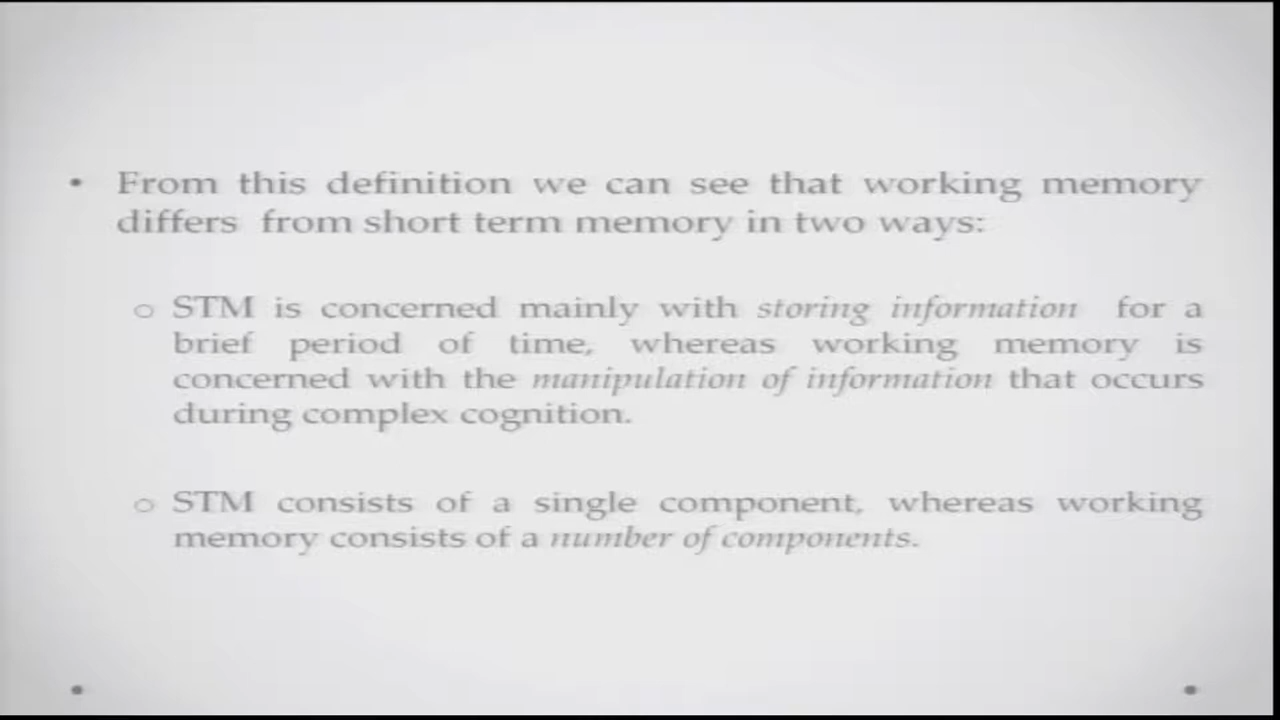 • From this definition we can see that working memory
differs from short term memory in two ways:
o STM is concerned mainly with storing information for a
brief period of time, whereas working memory is
concerned with the manipulation of information that occurs
during complex cognition.
o STM consists of a single component, whereas working
memory consists of a number of components.